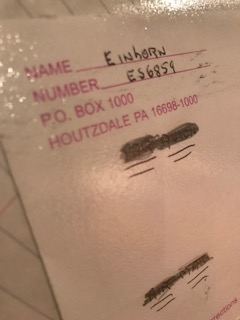 NAME Einhorn
NUMBER ES6859
P.O. BOX 1000
HOUTZDALE PA 16698-1000